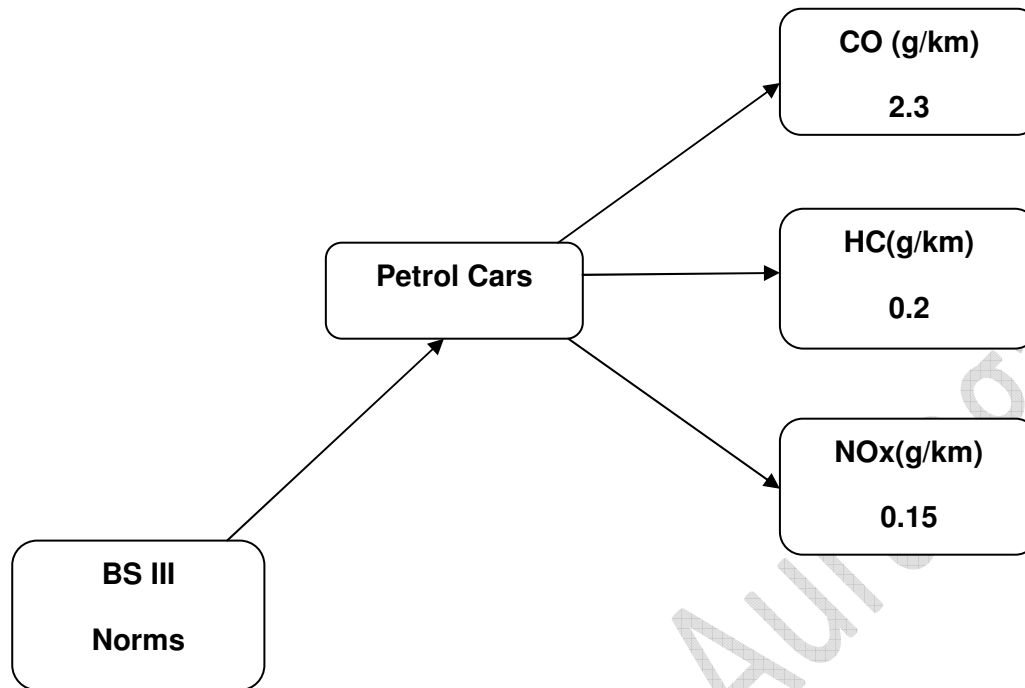 CO (g/km)
2.3
Petrol Cars
HC(g/km)
0.2
NOx(g/km)
0.15
BS III
Norms